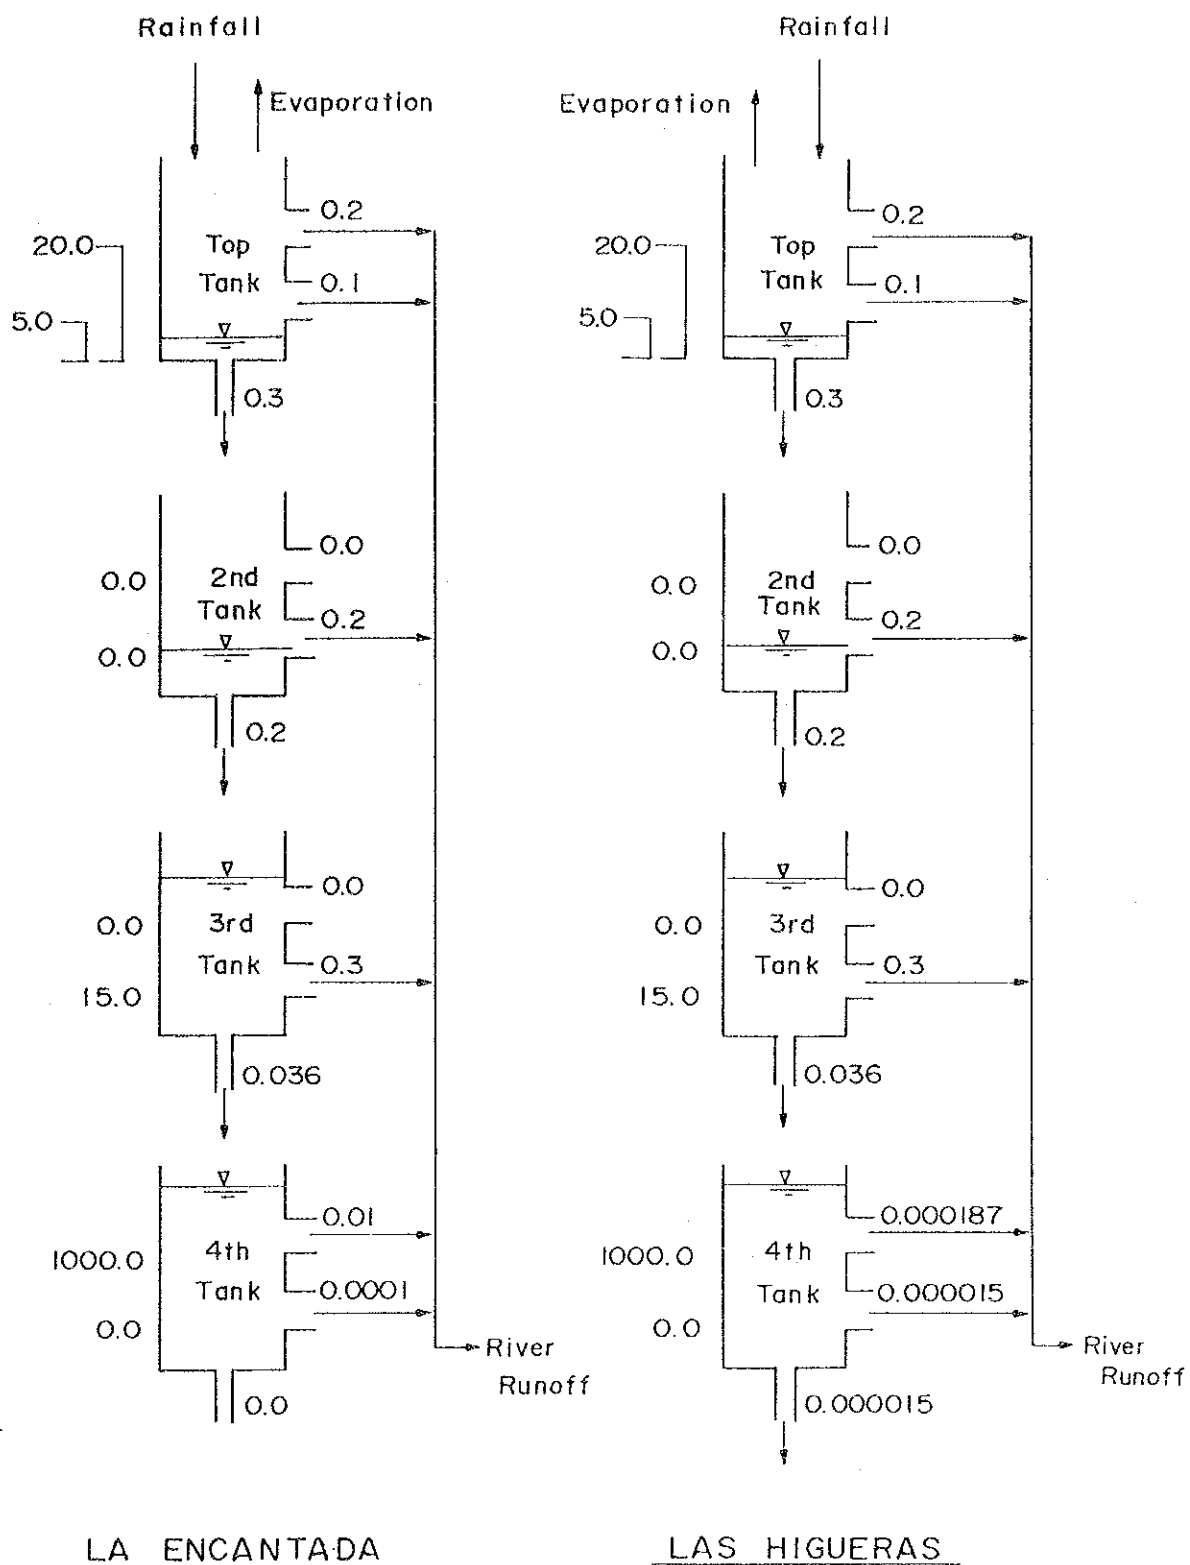 Rainfall
Evaporation
0.2
20.0
Top
Tank
0.1
5.0
0.3
0.0
0.0
2nd
Tank
0.2
0.0
0.2
0.0
0.0
3rd
Tank
0.3
15.0
0.036
0.01
1000.0
4th
Tank
0.0001
0.0
River
Runoff
0.0
LA ENCANTADA
Rainfall
Evaporation
0.2
20.0
Top
Tank
0.1
5.0
0.3
0.0
0.0
2nd
Tank
0.2
0.0
0.2
0.0
0.0
3rd
Tank
0.3
15.0
0.036
0.000187
1000.0
4th
Tank
0.000015
0.0
River
Runoff
0.000015
LAS HIGUERAS